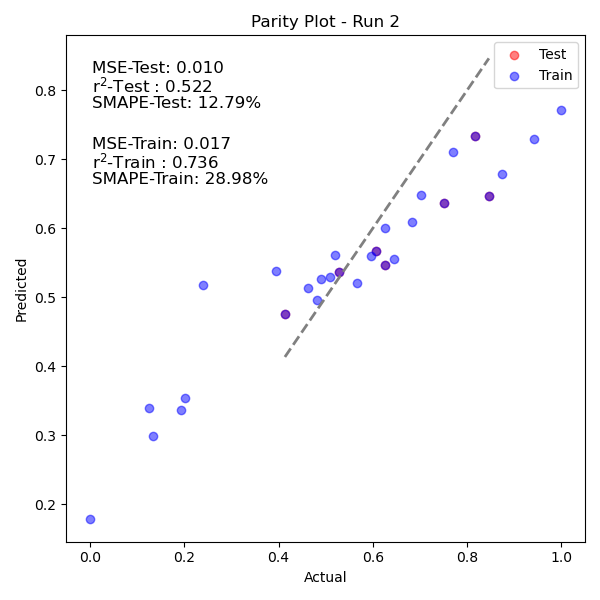 Parity Plot - Run 2
MSE-Test: 0.010
r²-Test : 0.522
SMAPE-Test: 12.79%
MSE-Train: 0.017
r²-Train : 0.736
SMAPE-Train: 28.98%
Test
Train
0.8
0.7
0.6
0.5
0.4
0.3
0.2
Predicted
0.0 0.2 0.4 0.6 0.8 1.0
Actual